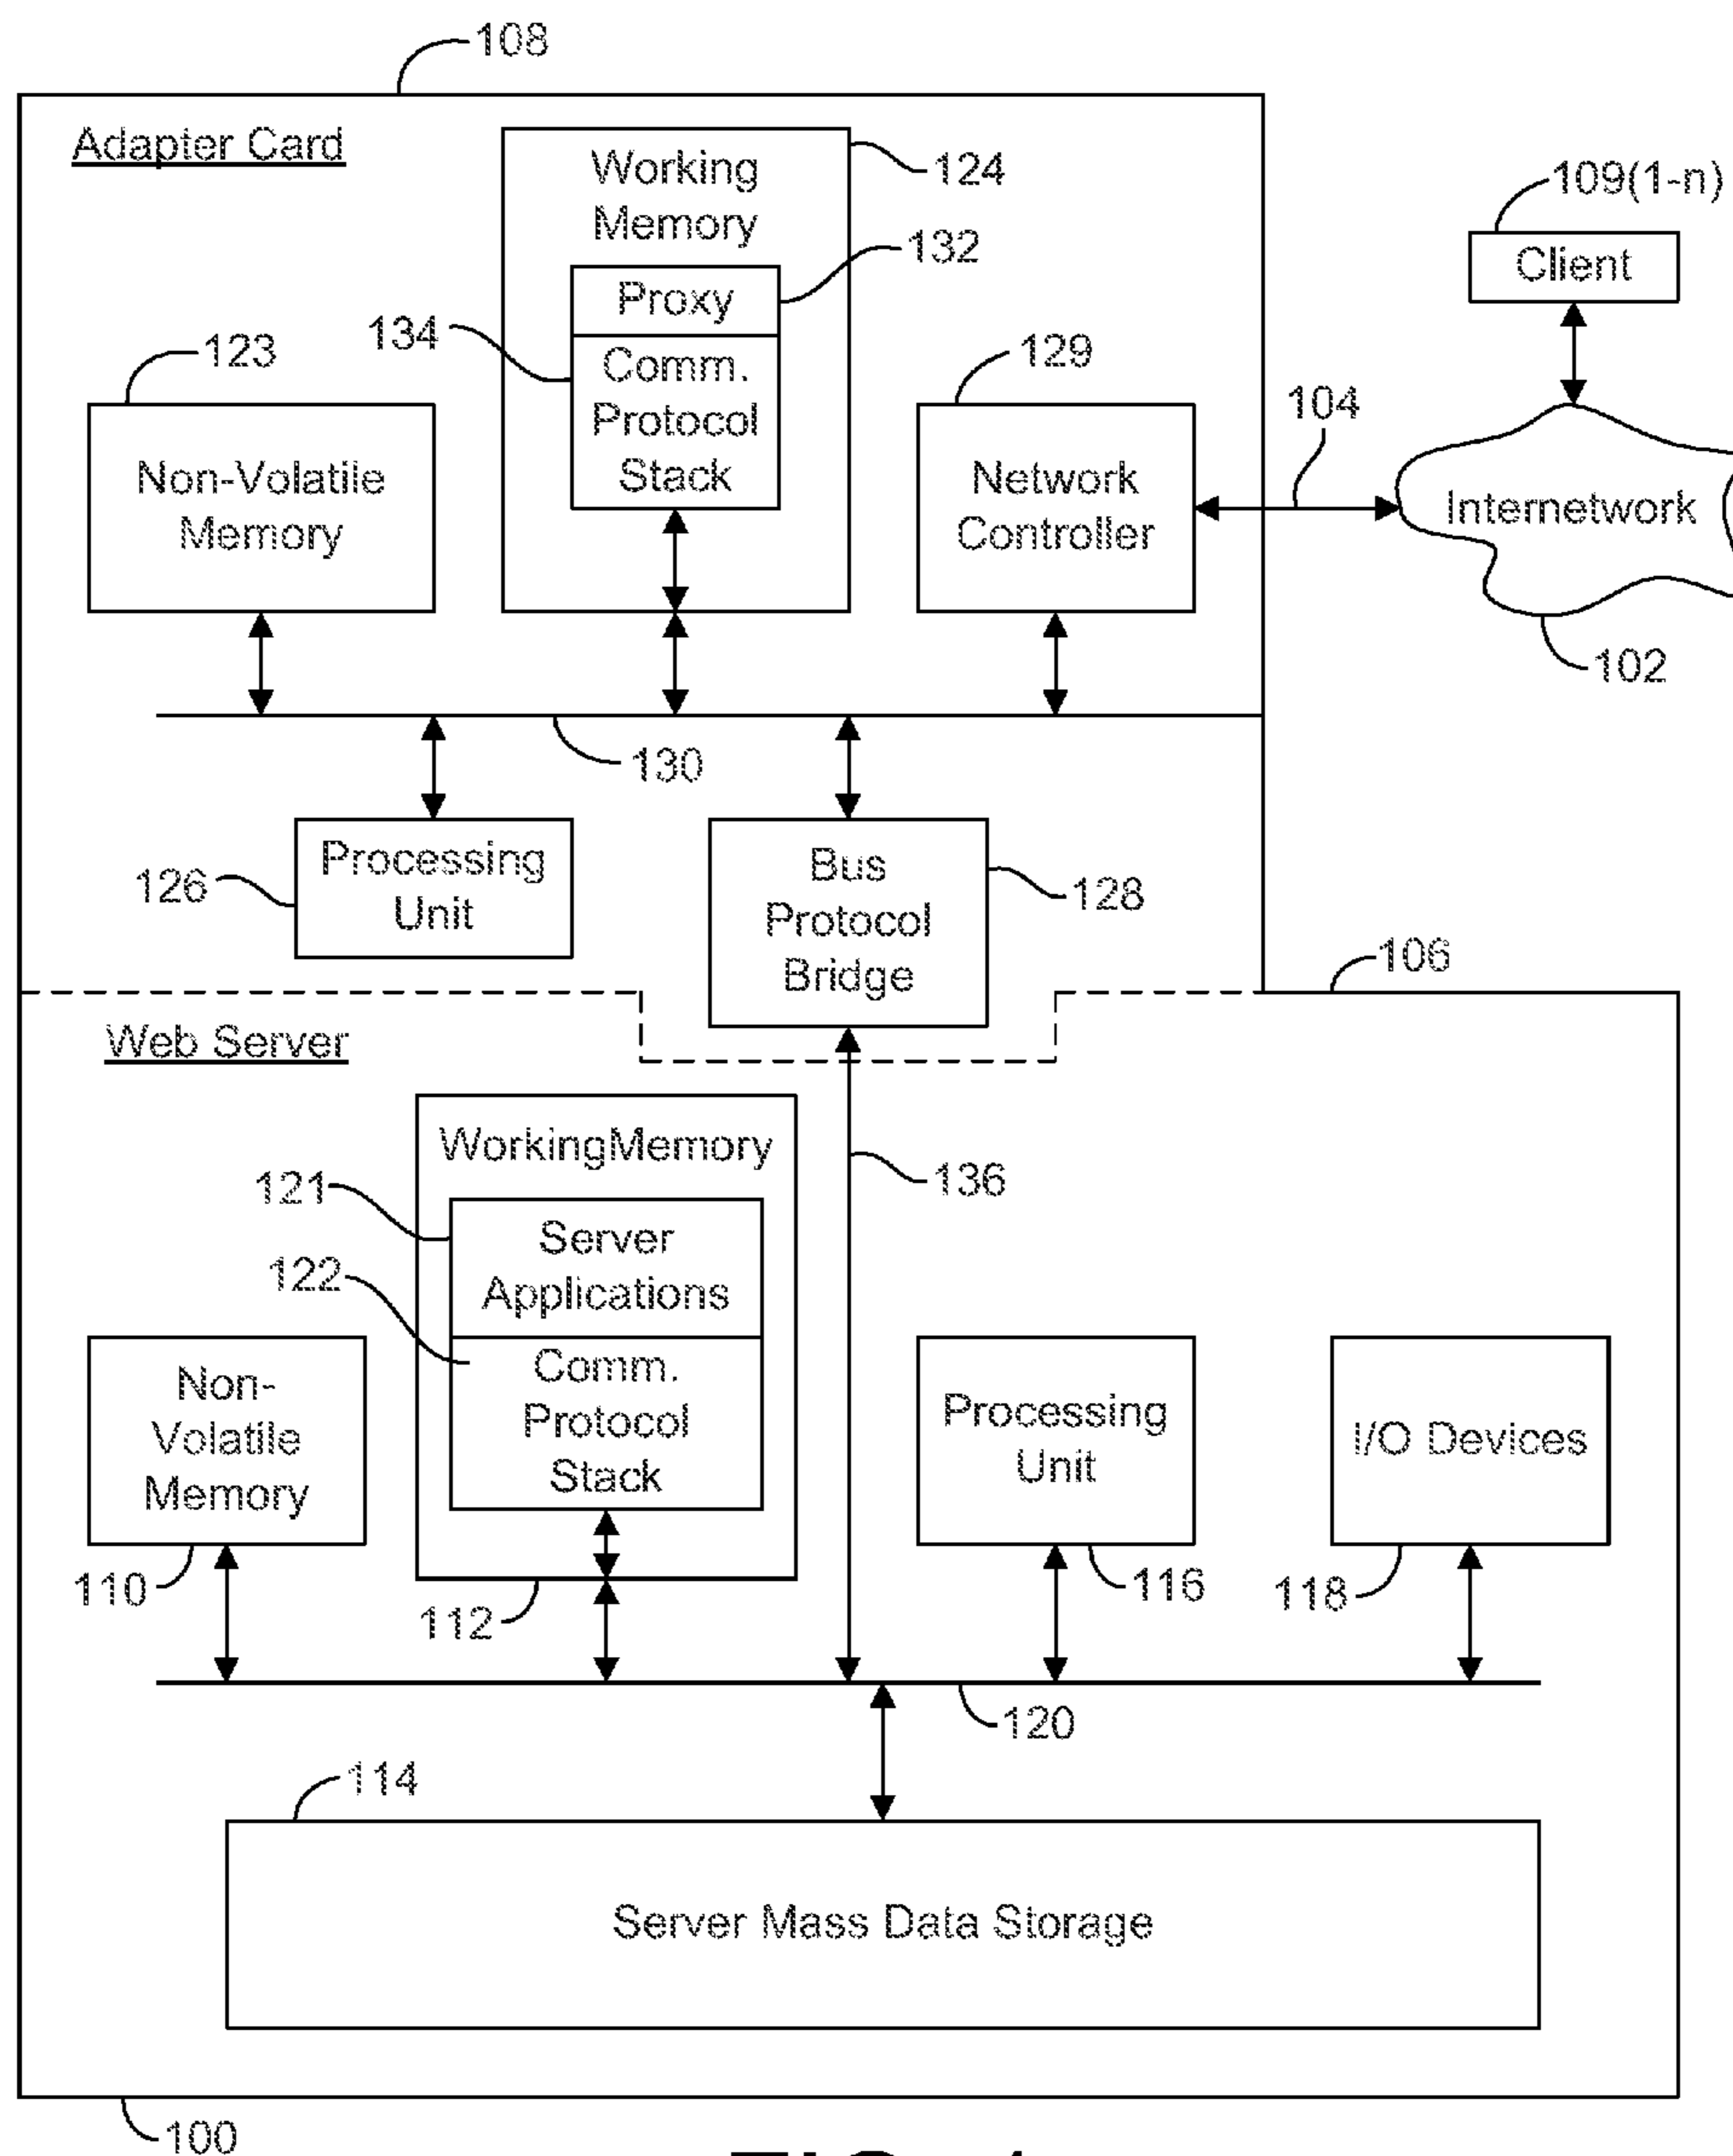 108
Adapter Card
Working
Memory
124
132
109(1-n)
Client
Proxy
134
Comm.
Protocol
Stack
123
Non-Volatile
Memory
129
Network
Controller
104
Internetwork
102
130
126
Processing
Unit
Bus
Protocol
Bridge
128
106
Web Server
WorkingMemory
136
121
Server
Applications
122
Comm.
Protocol
Stack
Non-
Volatile
Memory
Processing
Unit
I/O Devices
110
112
116
118
120
114
Server Mass Data Storage
100